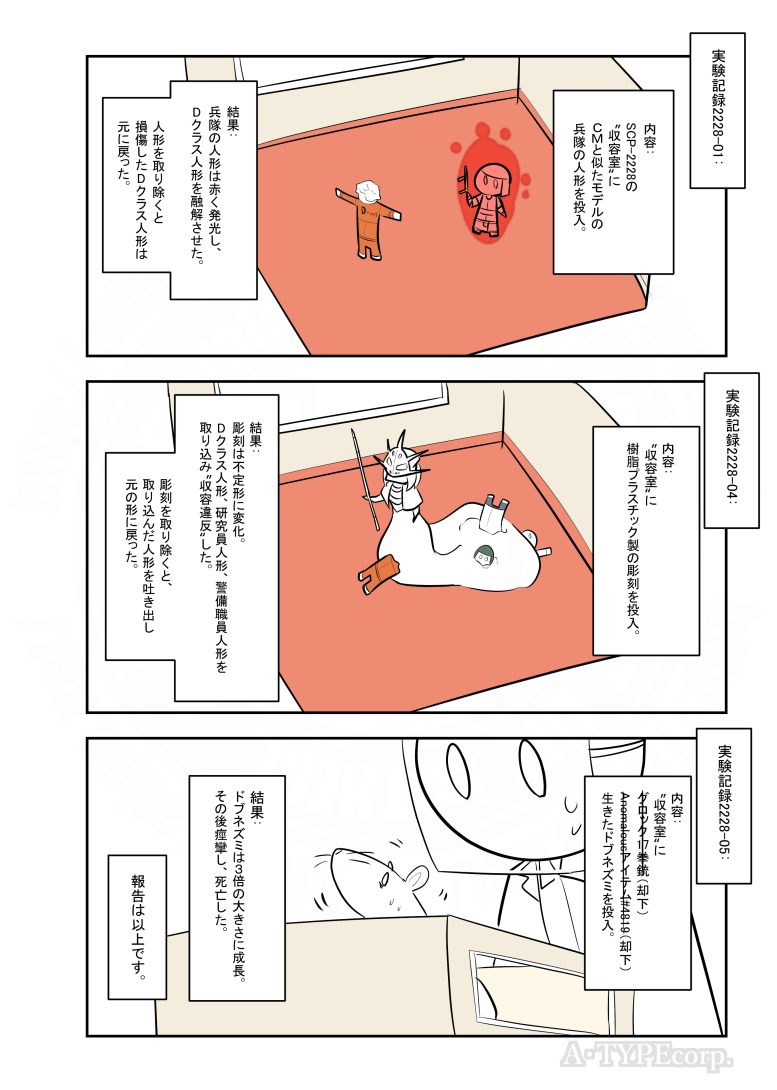 実験記録2228-01:
内容:
SCP-2228の
“収容室”に
CMと似たモデルの
兵隊の人形を投入。
結果:
兵隊の人形は赤く発光し、
Dクラス人形を融解させた。
人形を取り除くと
損傷したDクラス人形は
元に戻った。
D-
実験記録2228-04:
内容:
“収容室”に
樹脂プラスチック製の彫刻を投入。
結果:
彫刻は不定形に変化。
Dクラス人形、研究員人形、警備職員人形を
取り込み“収容違反”した。
彫刻を取り除くと、
取り込んだ人形を吐き出し
元の形に戻った。
実験記録2228-05:
内容:
“収容室”に
グロック17拳銃(却下)
Anomalousアイテム#4819(却下)
生きたドブネズミを投入。
結果:
ドブネズミは3倍の大きさに成長。
その後痙攣し、死亡した。
報告は以上です。
A-TYPEcorp.